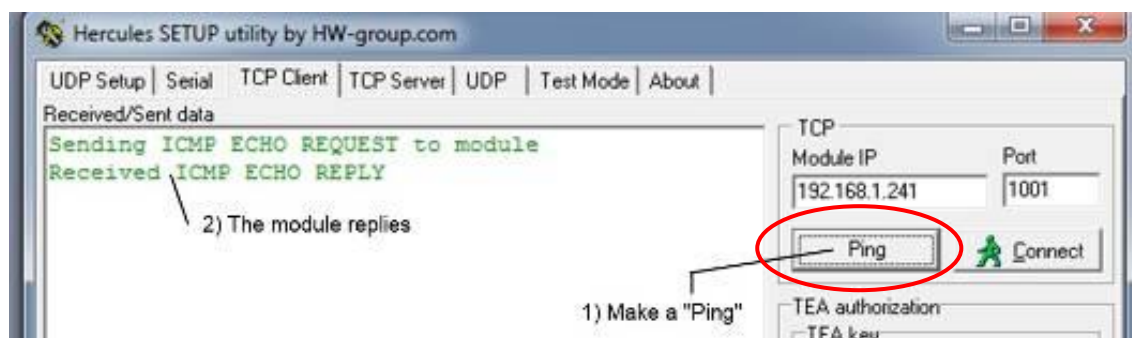 Hercules SETUP utility by HW-group.com
UDP Setup Serial TCP Client TCP Server UDP Test Mode About
Received/Sent data
Sending ICMP ECHO REQUEST to module
Received ICMP ECHO REPLY
2) The module replies
1) Make a "Ping"
TCP
Module IP Port
192.168.1.241 1001
Ping Connect
TEA authorization
TEA key